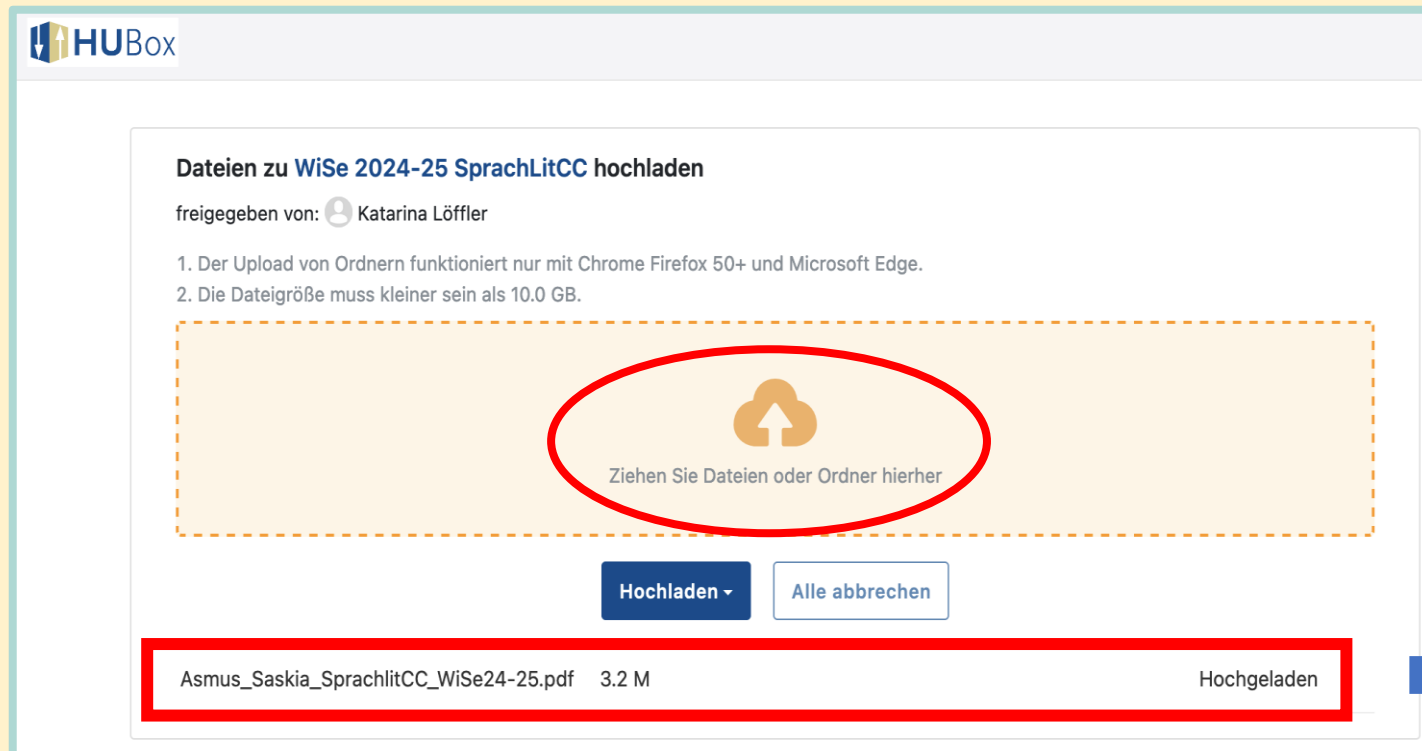 HUBox
Dateien zu WiSe 2024-25 SprachLitCC hochladen
freigegeben von: Katarina Löffler
1. Der Upload von Ordnern funktioniert nur mit Chrome Firefox 50+ und Microsoft Edge.
2. Die Dateigröße muss kleiner sein als 10.0 GB.
Ziehen Sie Dateien oder Ordner hierher
Hochladen Alle abbrechen
Asmus_Saskia_SprachlitCC_WiSe24-25.pdf 3.2 M Hochgeladen